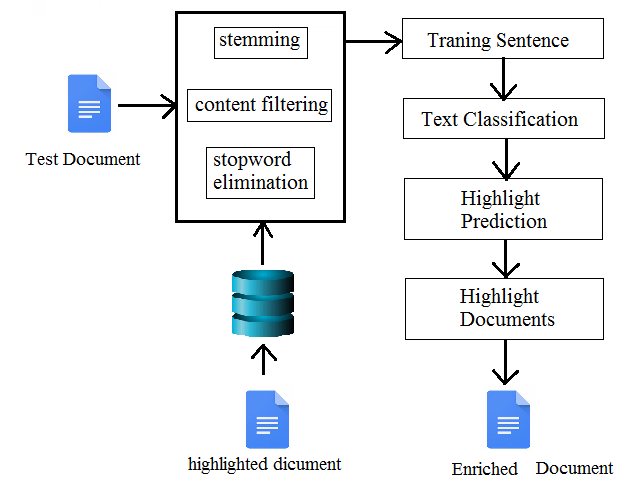 stemming
content filtering
stopword
elimination
Test Document
highlighted dicument
Traning Sentence
Text Classification
Highlight
Prediction
Highlight
Documents
Enriched Document